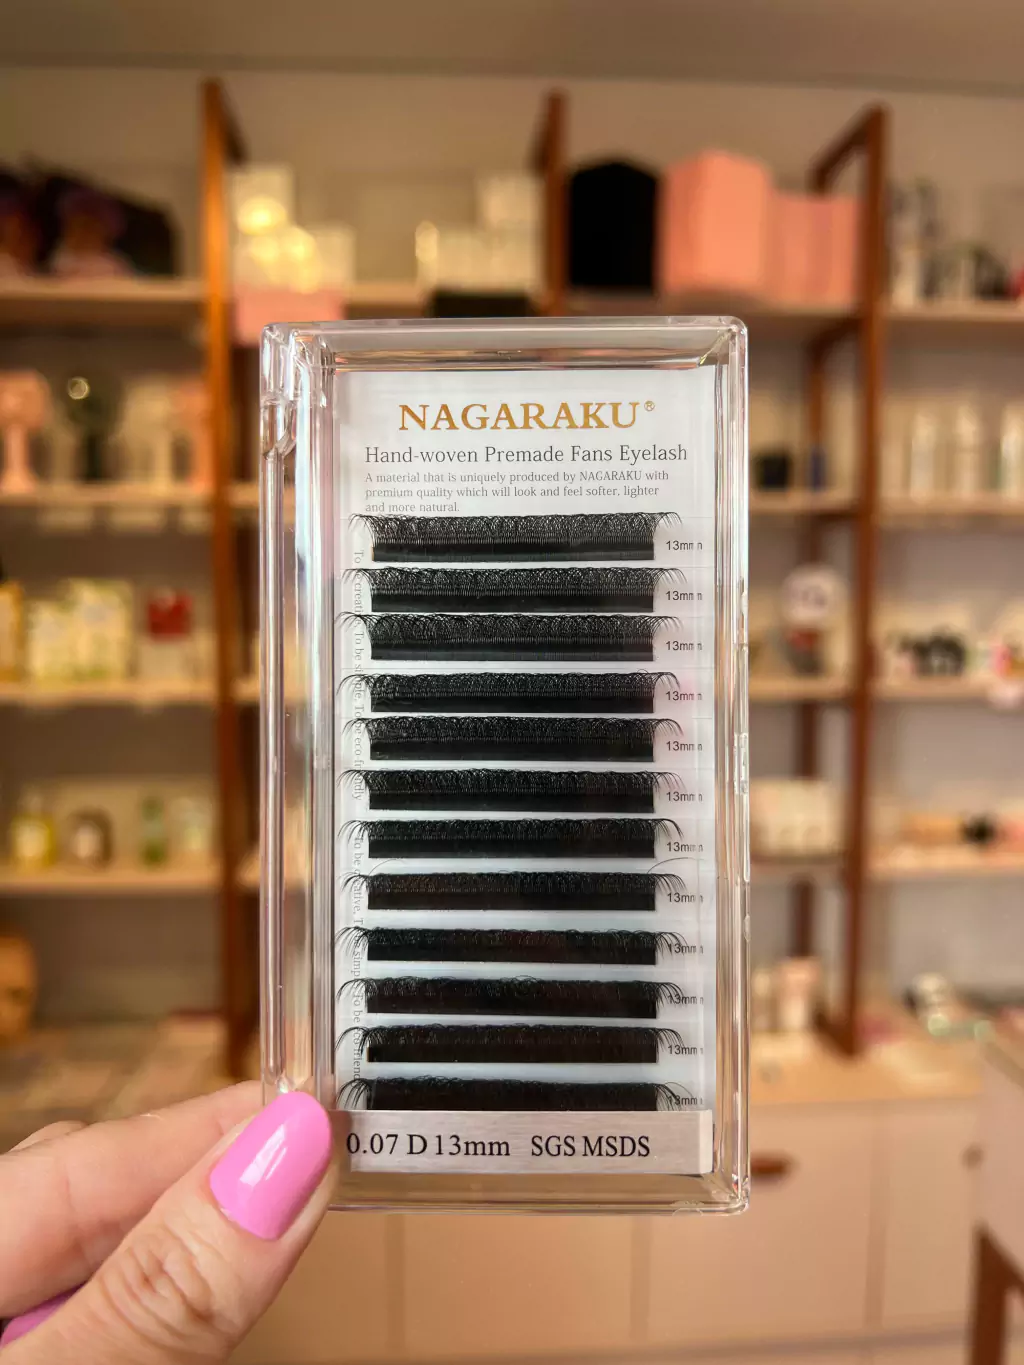 NAGARAKU®
Hand-woven Premade Fans Eyelash
A material that is uniquely produced by NAGARAKU with
premium quality which will look and feel softer, lighter
and more natural.
13mm
13mm
13mm
13mm
13mm
13mm
13mm
13mm
13mm
13mm
13mm
13mm
0.07 D 13mm SGS MSDS